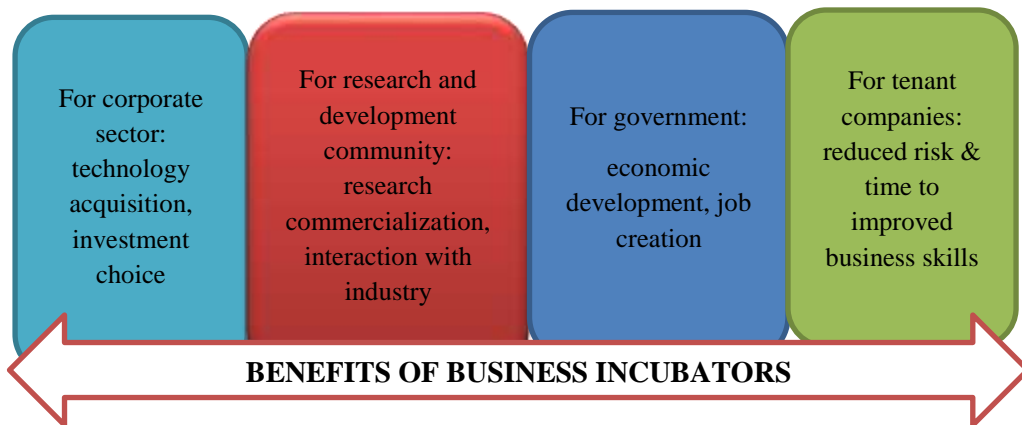 For corporate
sector:
technology
acquisition,
investment
choice
For research and
development
community:
research
commercialization,
interaction with
industry
For government:
economic
development, job
creation
For tenant
companies:
reduced risk &
time to
improved
business skills
BENEFITS OF BUSINESS INCUBATORS